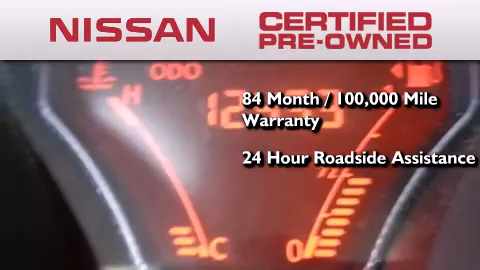 NISSAN
CERTIFIED
PRE-OWNED
ODO
H
84 Month / 100,000 Mile
Warranty
24 Hour Roadside Assistance
C
0